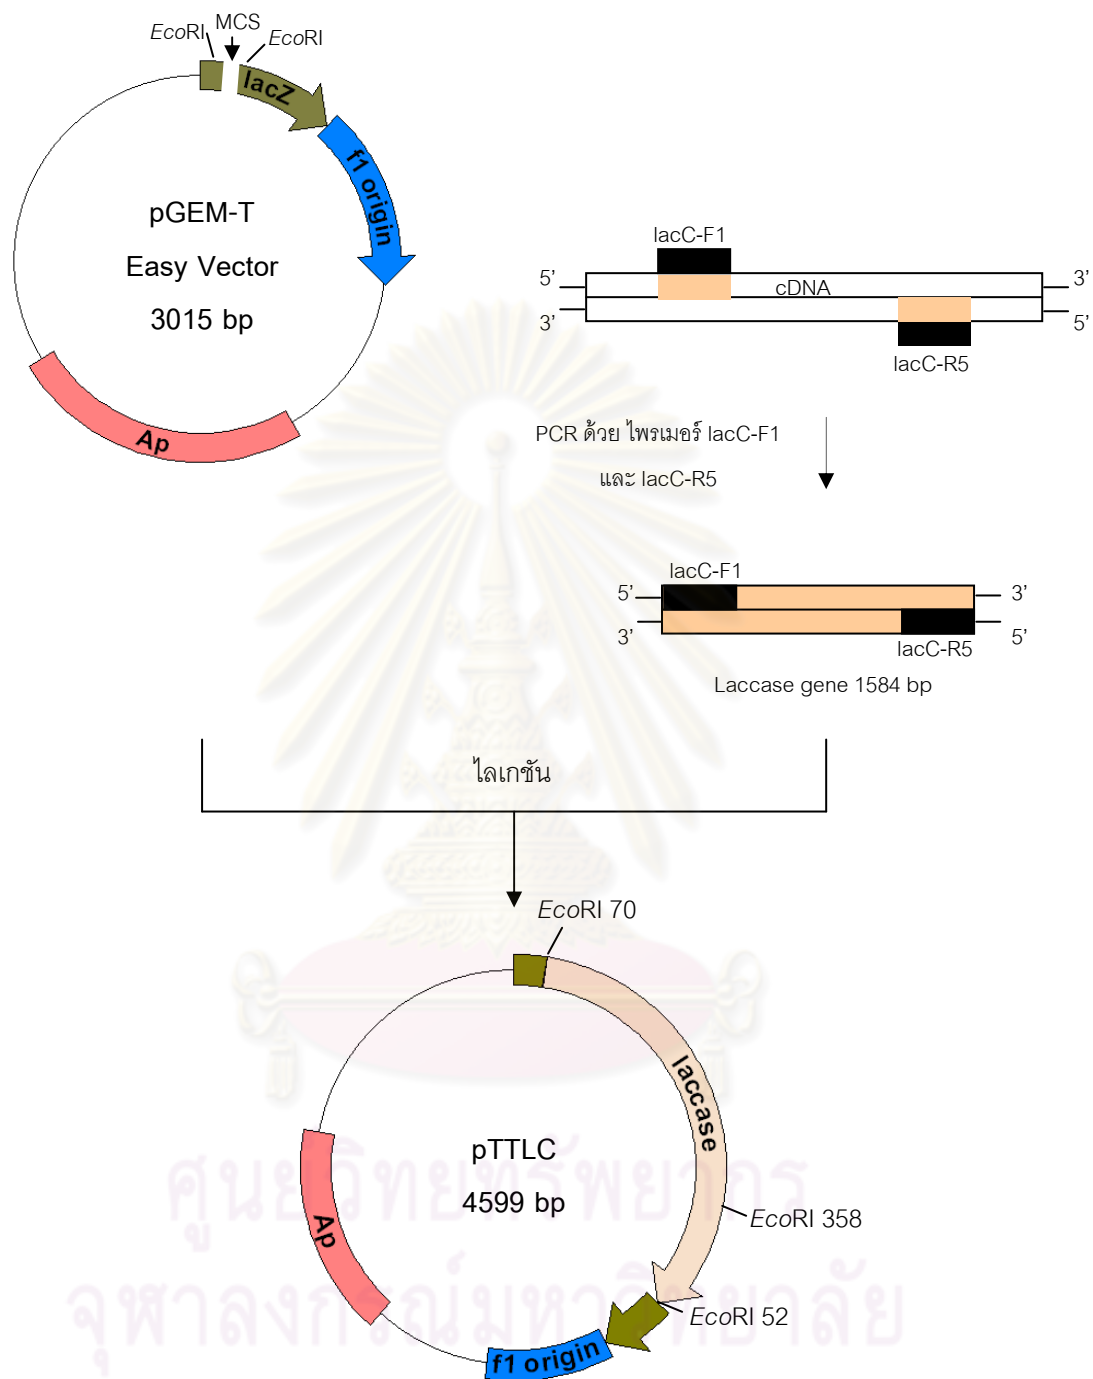 MCS
EcoRI
EcoRI
lacZ
f1 origin
pGEM-T
Easy Vector
3015 bp
Ap
lacC-F1
5’
cDNA
3’
3’
5’
lacC-R5
PCR ด้วย ไพรเมอร์ lacC-F1
และ lacC-R5
lacC-F1
5’
3’
3’
5’
lacC-R5
Laccase gene 1584 bp
ไลเกชัน
EcoRI 70
laccase
pTTLC
4599 bp
EcoRI 358
Ap
EcoRI 52
f1 origin
ศูนย์วิทยทรัพยากร
จุฬาลงกรณ์มหาวิทยาลัย